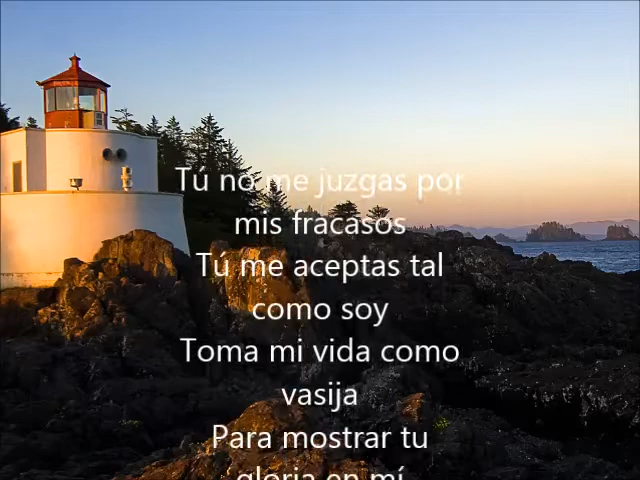 Tú no me juzgas por
mis fracasos
Tú me aceptas tal
como soy
Toma mi vida como
vasija
Para mostrar tu
gloria en mí